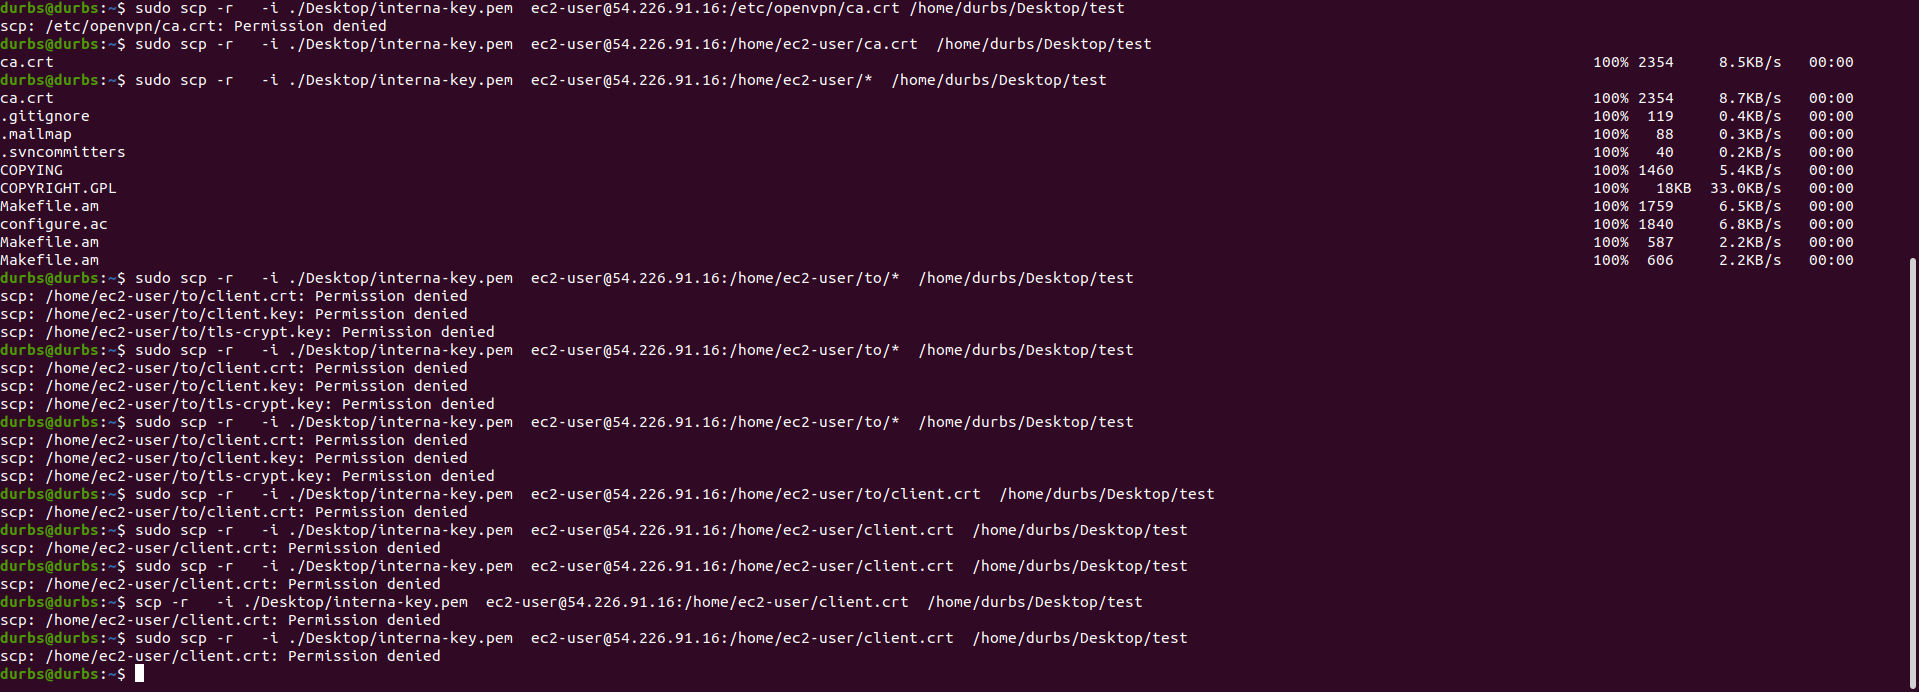 durbs@durbs:~$ sudo scp -r   -i ./Desktop/interna-key.pem  ec2-user@54.226.91.16:/etc/openvpn/ca.crt /home/durbs/Desktop/test
scp: /etc/openvpn/ca.crt: Permission denied
durbs@durbs:~$ sudo scp -r   -i ./Desktop/interna-key.pem  ec2-user@54.226.91.16:/home/ec2-user/ca.crt  /home/durbs/Desktop/test
ca.crt 100% 2354 8.5KB/s 00:00
durbs@durbs:~$ sudo scp -r   -i ./Desktop/interna-key.pem  ec2-user@54.226.91.16:/home/ec2-user/*  /home/durbs/Desktop/test
ca.crt 100% 2354 8.7KB/s 00:00
.gitignore 100% 119 0.4KB/s 00:00
.mailmap 100% 88 0.3KB/s 00:00
.svncommitters 100% 40 0.2KB/s 00:00
COPYING 100% 1460 5.4KB/s 00:00
COPYRIGHT.GPL 100% 18KB 33.0KB/s 00:00
Makefile.am 100% 1759 6.5KB/s 00:00
configure.ac 100% 1840 6.8KB/s 00:00
Makefile.am 100% 587 2.2KB/s 00:00
Makefile.am 100% 606 2.2KB/s 00:00
durbs@durbs:~$ sudo scp -r   -i ./Desktop/interna-key.pem  ec2-user@54.226.91.16:/home/ec2-user/to/*  /home/durbs/Desktop/test
scp: /home/ec2-user/to/client.crt: Permission denied
scp: /home/ec2-user/to/client.key: Permission denied
scp: /home/ec2-user/to/tls-crypt.key: Permission denied
durbs@durbs:~$ sudo scp -r   -i ./Desktop/interna-key.pem  ec2-user@54.226.91.16:/home/ec2-user/to/*  /home/durbs/Desktop/test
scp: /home/ec2-user/to/client.crt: Permission denied
scp: /home/ec2-user/to/client.key: Permission denied
scp: /home/ec2-user/to/tls-crypt.key: Permission denied
durbs@durbs:~$ sudo scp -r   -i ./Desktop/interna-key.pem  ec2-user@54.226.91.16:/home/ec2-user/to/*  /home/durbs/Desktop/test
scp: /home/ec2-user/to/client.crt: Permission denied
scp: /home/ec2-user/to/client.key: Permission denied
scp: /home/ec2-user/to/tls-crypt.key: Permission denied
durbs@durbs:~$ sudo scp -r   -i ./Desktop/interna-key.pem  ec2-user@54.226.91.16:/home/ec2-user/to/client.crt  /home/durbs/Desktop/test
scp: /home/ec2-user/to/client.crt: Permission denied
durbs@durbs:~$ sudo scp -r   -i ./Desktop/interna-key.pem  ec2-user@54.226.91.16:/home/ec2-user/client.crt  /home/durbs/Desktop/test
scp: /home/ec2-user/client.crt: Permission denied
durbs@durbs:~$ sudo scp -r   -i ./Desktop/interna-key.pem  ec2-user@54.226.91.16:/home/ec2-user/client.crt  /home/durbs/Desktop/test
scp: /home/ec2-user/client.crt: Permission denied
durbs@durbs:~$ scp -r   -i ./Desktop/interna-key.pem  ec2-user@54.226.91.16:/home/ec2-user/client.crt  /home/durbs/Desktop/test
scp: /home/ec2-user/client.crt: Permission denied
durbs@durbs:~$ sudo scp -r   -i ./Desktop/interna-key.pem  ec2-user@54.226.91.16:/home/ec2-user/client.crt  /home/durbs/Desktop/test
scp: /home/ec2-user/client.crt: Permission denied
durbs@durbs:~$